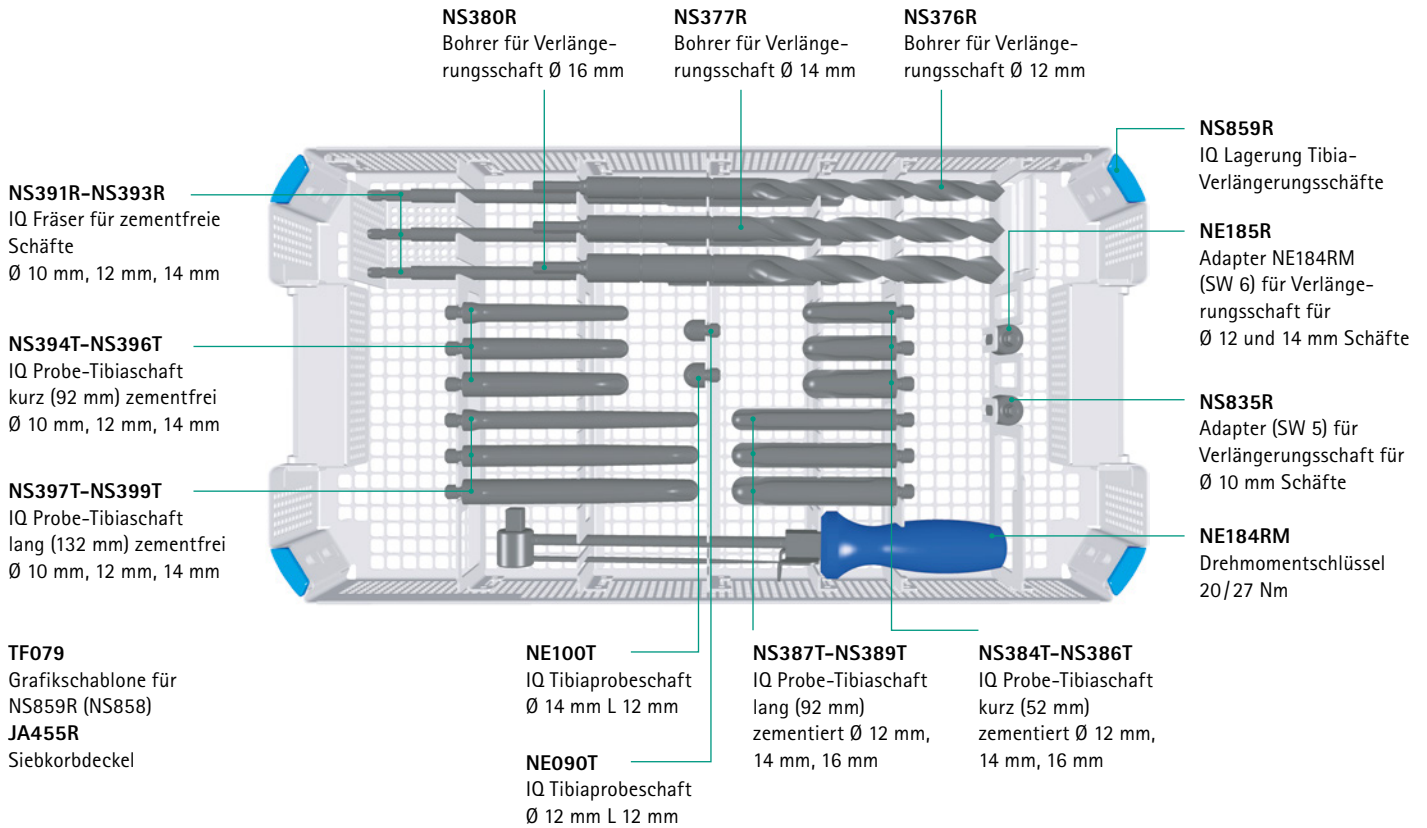 NS380R
Bohrer für Verlänge-
rungsschaft Ø 16 mm
NS377R
Bohrer für Verlänge-
rungsschaft Ø 14 mm
NS376R
Bohrer für Verlänge-
rungsschaft Ø 12 mm
NS859R
IQ Lagerung Tibia-
Verlängerungsschäfte
NE185R
Adapter NE184RM
(SW 6) für Verlänge-
rungsschaft für
Ø 12 und 14 mm Schäfte
NS835R
Adapter (SW 5) für
Verlängerungsschaft für
Ø 10 mm Schäfte
NE184RM
Drehmomentschlüssel
20/27 Nm
NS391R–NS393R
IQ Fräser für zementfreie
Schäfte
Ø 10 mm, 12 mm, 14 mm
NS394T–NS396T
IQ Probe-Tibiaschaft
kurz (92 mm) zementfrei
Ø 10 mm, 12 mm, 14 mm
NS397T–NS399T
IQ Probe-Tibiaschaft
lang (132 mm) zementfrei
Ø 10 mm, 12 mm, 14 mm
TF079
Grafikschablone für
NS859R (NS858)
JA455R
Siebkorbdeckel
NE100T
IQ Tibiaprobeschaft
Ø 14 mm L 12 mm
NE090T
IQ Tibiaprobeschaft
Ø 12 mm L 12 mm
NS387T–NS389T
IQ Probe-Tibiaschaft
lang (92 mm)
zementiert Ø 12 mm,
14 mm, 16 mm
NS384T–NS386T
IQ Probe-Tibiaschaft
kurz (52 mm)
zementiert Ø 12 mm,
14 mm, 16 mm